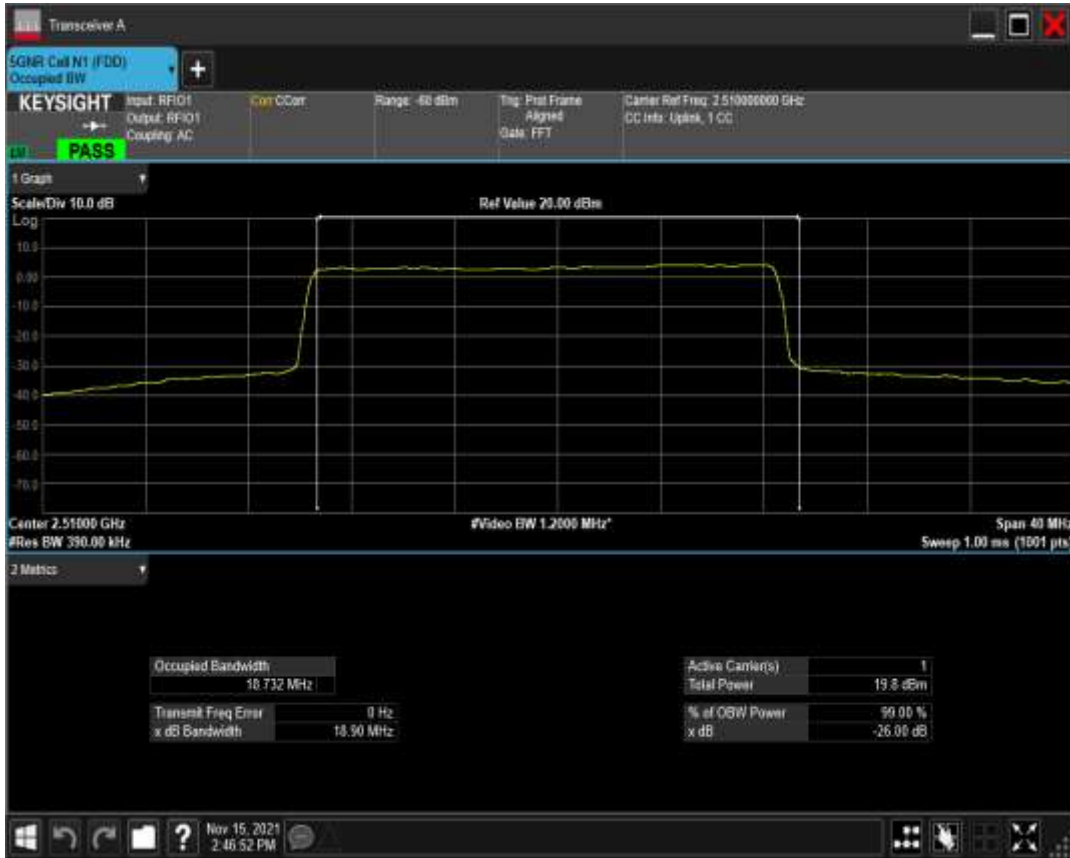 Transceiver A
5GNR Cell N1 (FDD)
Occupied BW
+
KEYSIGHT
Input: RFIO1
Output: RFIO1
Coupling: AC
Corr CCorr
Range: -60 dBm
Trig: Prot Frame
Aligned
Gate: FFT
Carrier Ref Freq: 2.510000000 GHz
CC Info: Uplink, 1 CC
PASS
1 Graph
Scale/Div 10.0 dB
Ref Value 20.00 dBm
Log
10.0
0.00
-10.0
-20.0
-30.0
-40.0
-50.0
-60.0
-70.0
Center 2.51000 GHz
#Video BW 1.2000 MHz*
Span 40 MHz
#Res BW 390.00 kHz
Sweep 1.00 ms (1001 pts)
2 Metrics
Occupied Bandwidth
18.732 MHz
Active Carrier(s) 1
Total Power 19.8 dBm
Transmit Freq Error 0 Hz
x dB Bandwidth 18.90 MHz
% of OBW Power 99.00 %
x dB -26.00 dB
?
Nov 15, 2021
2:46:52 PM